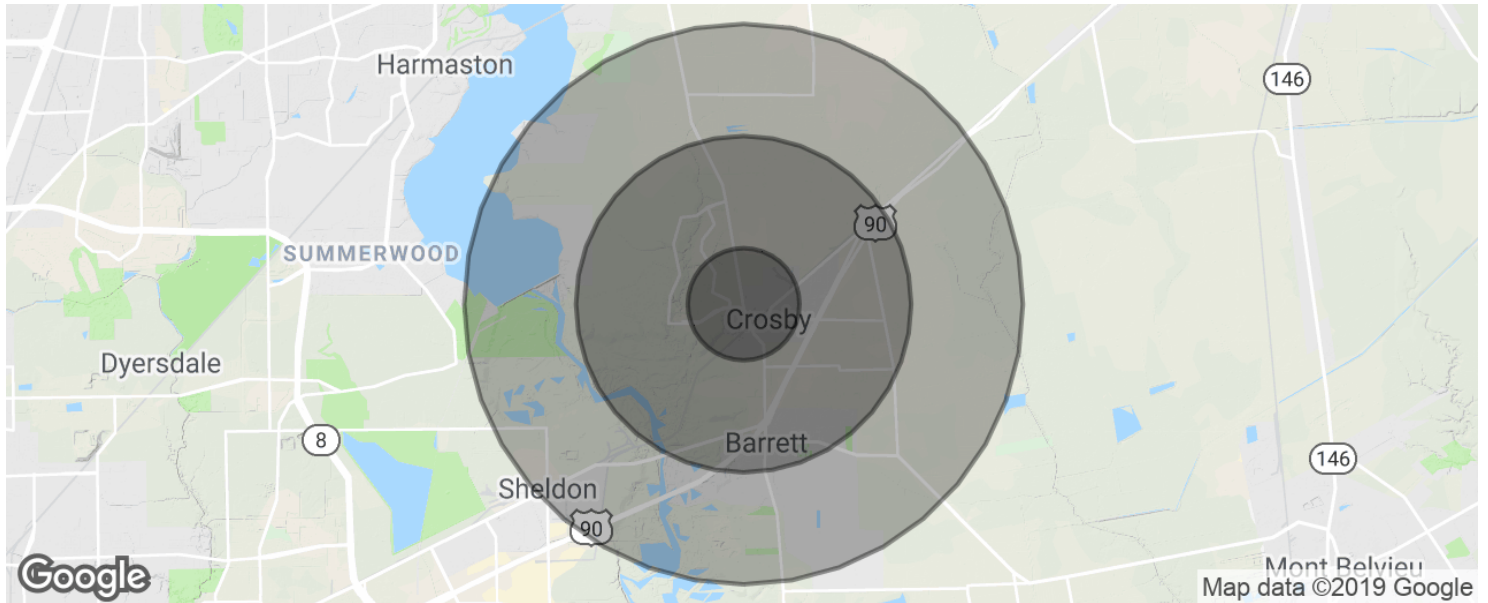 Harmaston
146
90
SUMMERWOOD
Crosby
Dyersdale
8
Barrett
146
Sheldon
90
Mont Belvieu
Google
Map data ©2019 Google